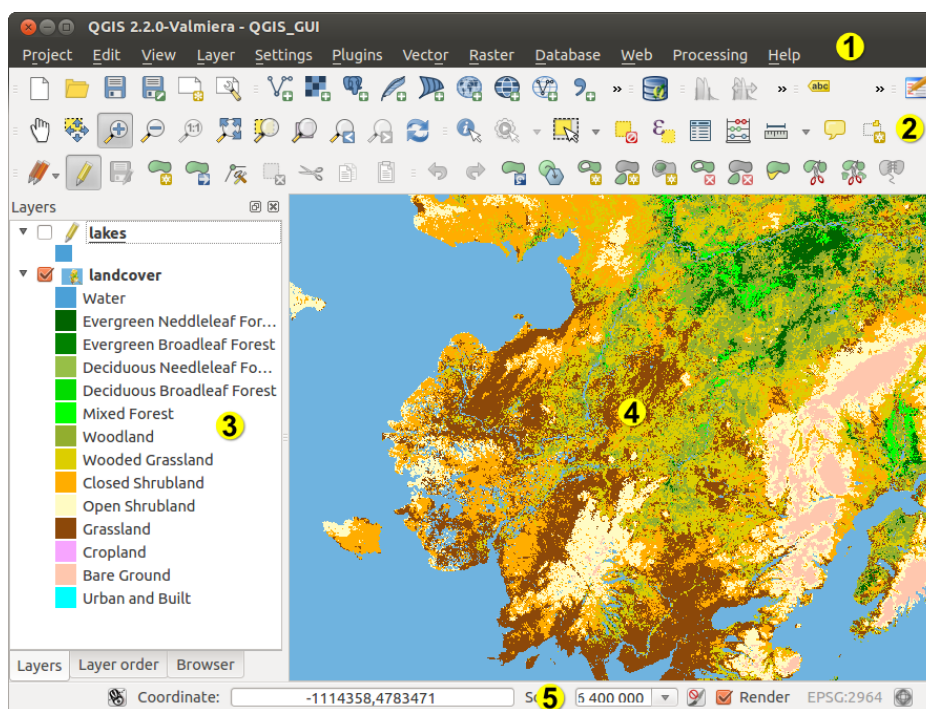 QGIS 2.2.0-Valmiera - QGIS_GUI
Project Edit View Layer Settings Plugins Vector Raster Database Web Processing Help 1
1:1
abc
2
Layers
lakes
landcover
Water
Evergreen Neddleleaf For...
Evergreen Broadleaf Forest
Deciduous Needleleaf Fo...
Deciduous Broadleaf Forest
Mixed Forest
3
4
Woodland
Wooded Grassland
Closed Shrubland
Open Shrubland
Grassland
Cropland
Bare Ground
Urban and Built
Layers Layer order Browser
Coordinate: -1114358,4783471 5 400 000 Render EPSG:2964
5